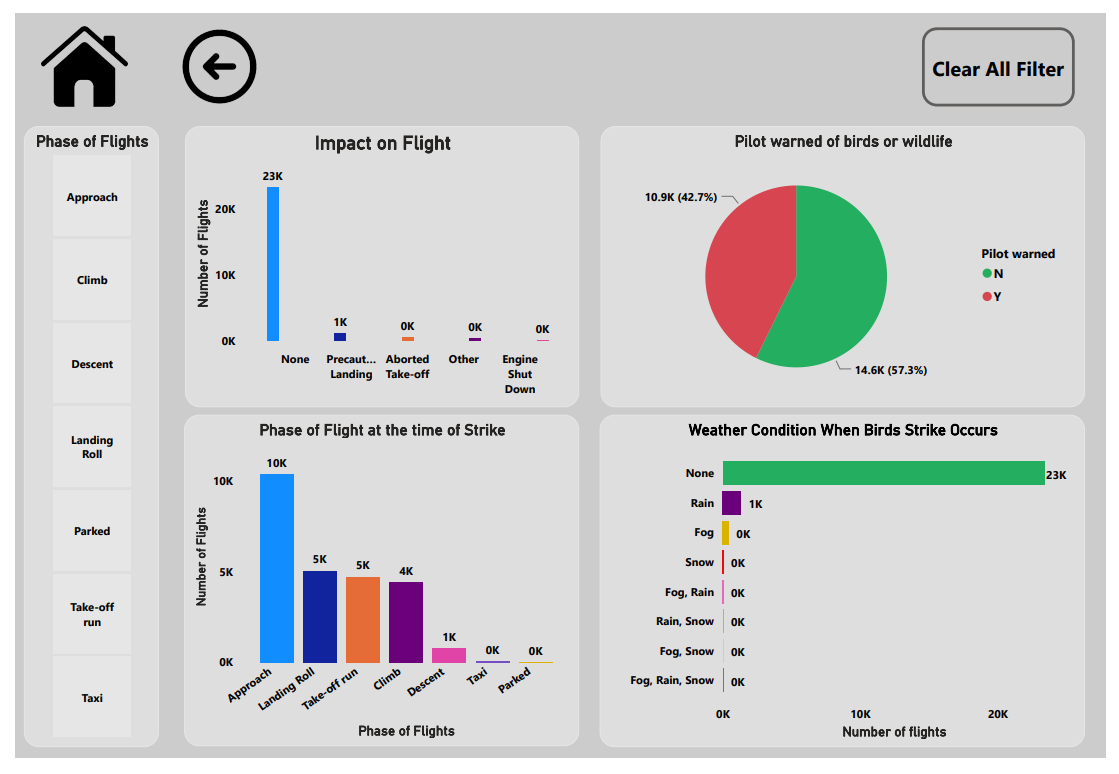 Clear All Filter
Phase of Flights
Approach
Climb
Descent
Landing
Roll
Parked
Take-off
run
Taxi
Impact on Flight
Number of Flights
20K
10K
0K
23K
1K
0K
0K
0K
None
Precaut...
Landing
Aborted
Take-off
Other
Engine
Shut
Down
Pilot warned of birds or wildlife
10.9K (42.7%)
14.6K (57.3%)
Pilot warned
N
Y
Phase of Flight at the time of Strike
Number of Flights
10K
5K
0K
10K
5K
5K
4K
1K
0K
0K
Approach
Landing Roll
Take-off run
Climb
Descent
Taxi
Parked
Phase of Flights
Weather Condition When Birds Strike Occurs
None 23K
Rain 1K
Fog 0K
Snow 0K
Fog, Rain 0K
Rain, Snow 0K
Fog, Snow 0K
Fog, Rain, Snow 0K
0K 10K 20K
Number of flights